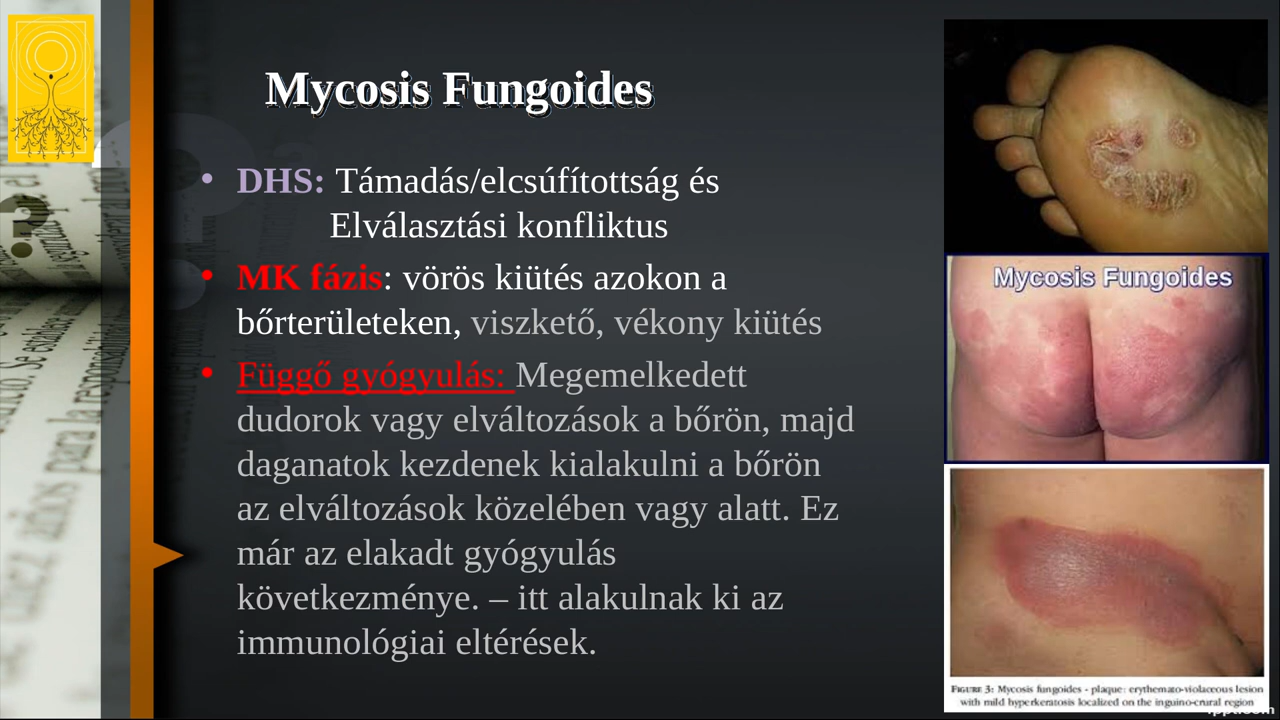 Mycosis Fungoides
• DHS: Támadás/elcsúfítottság és
Elválasztási konfliktus
• MK fázis: vörös kiütés azokon a
bőrterületeken, viszkető, vékony kiütés
• Függő gyógyulás: Megemelkedett
dudorok vagy elváltozások a bőrön, majd
daganatok kezdenek kialakulni a bőrön
az elváltozások közelében vagy alatt. Ez
már az elakadt gyógyulás
következménye. – itt alakulnak ki az
immunológiai eltérések.
Mycosis Fungoides
FIGURE 3: Mycosis fungoides - plaque: erythemato-violaceous lesion
with mild hyperkeratosis localized on the inguino-crural region